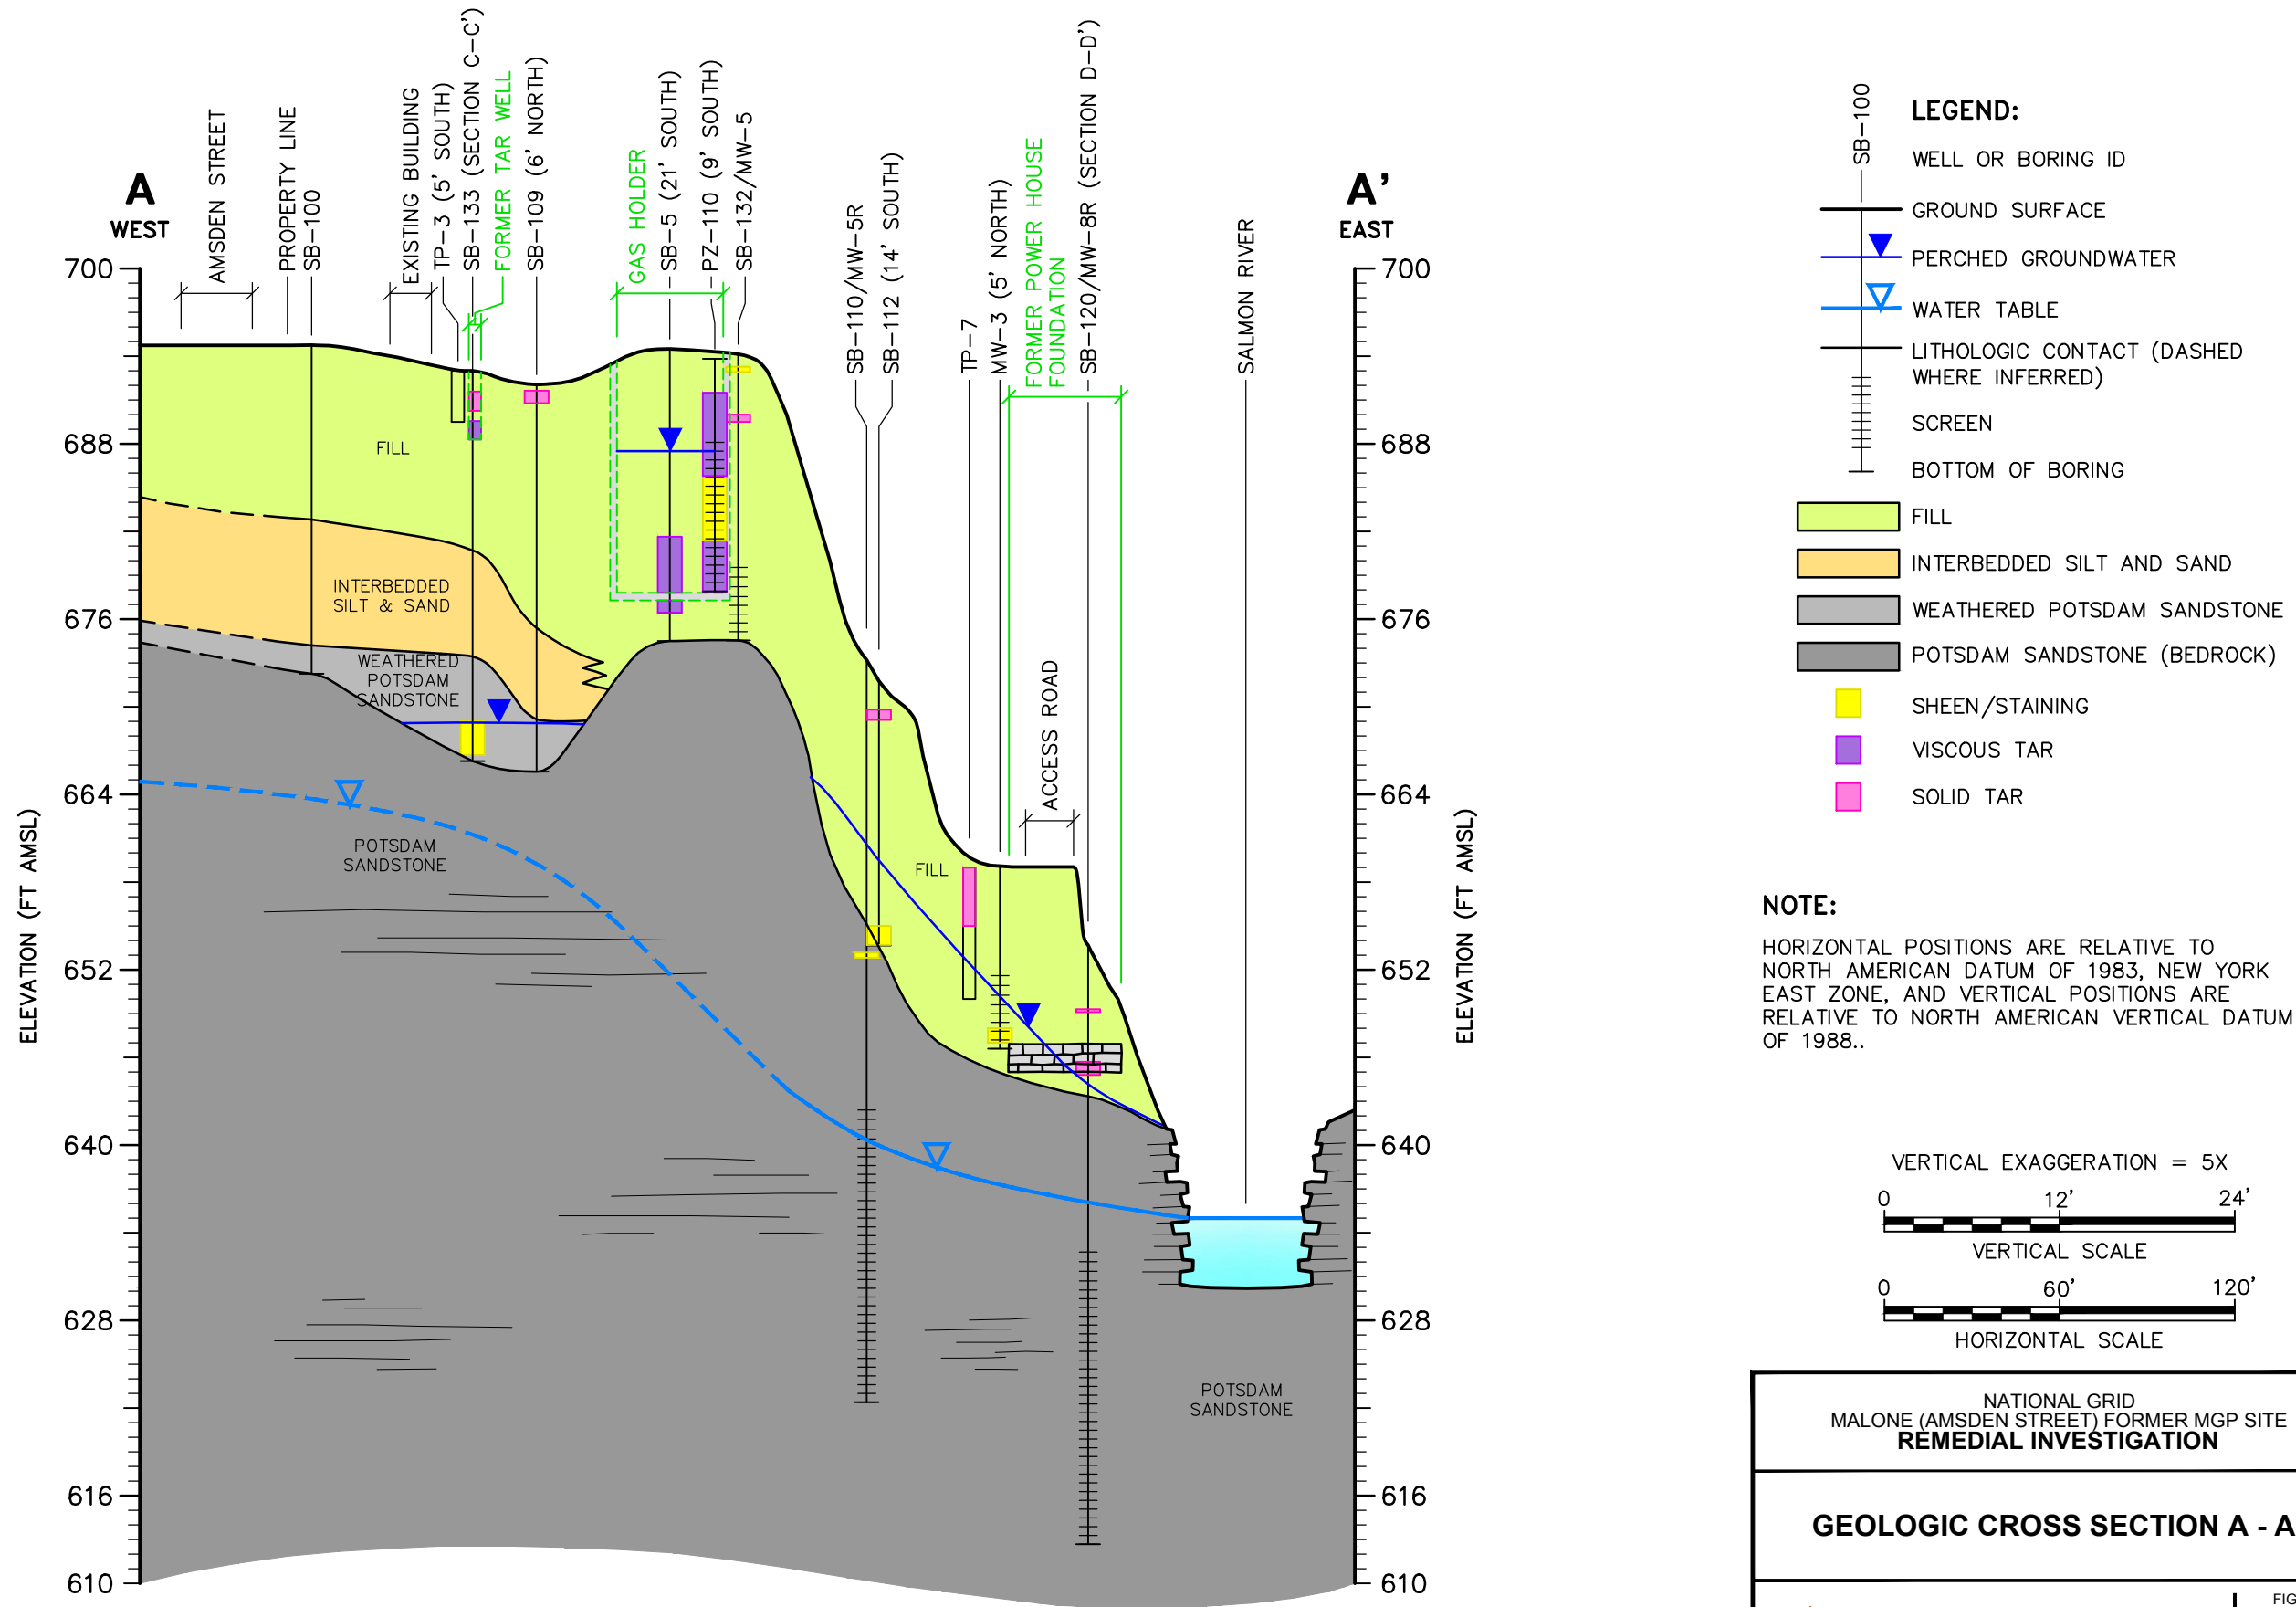 A
WEST
AMSDEN STREET
PROPERTY LINE
SB-100
EXISTING BUILDING
TP-3 (5' SOUTH)
SB-133 (SECTION C-C')
FORMER TAR WELL
SB-109 (6' NORTH)
GAS HOLDER
SB-5 (21' SOUTH)
PZ-110 (9' SOUTH)
SB-132/MW-5
SB-110/MW-5R
SB-112 (14' SOUTH)
TP-7
MW-3 (5' NORTH)
FORMER POWER HOUSE
FOUNDATION
SB-120/MW-8R (SECTION D-D')
SALMON RIVER
A'
EAST
700
688
676
664
652
640
628
616
610
ELEVATION (FT AMSL)
FILL
INTERBEDDED
SILT & SAND
WEATHERED
POTSDAM
SANDSTONE
POTSDAM
SANDSTONE
FILL
ACCESS ROAD
POTSDAM
SANDSTONE
700
688
676
664
652
640
628
616
610
ELEVATION (FT AMSL)
SB-100
LEGEND:
WELL OR BORING ID
GROUND SURFACE
PERCHED GROUNDWATER
WATER TABLE
LITHOLOGIC CONTACT (DASHED
WHERE INFERRED)
SCREEN
BOTTOM OF BORING
FILL
INTERBEDDED SILT AND SAND
WEATHERED POTSDAM SANDSTONE
POTSDAM SANDSTONE (BEDROCK)
SHEEN/STAINING
VISCOUS TAR
SOLID TAR
NOTE:
HORIZONTAL POSITIONS ARE RELATIVE TO
NORTH AMERICAN DATUM OF 1983, NEW YORK
EAST ZONE, AND VERTICAL POSITIONS ARE
RELATIVE TO NORTH AMERICAN VERTICAL DATUM
OF 1988..
VERTICAL EXAGGERATION = 5X
0 12' 24'
VERTICAL SCALE
0 60' 120'
HORIZONTAL SCALE
NATIONAL GRID
MALONE (AMSDEN STREET) FORMER MGP SITE
REMEDIAL INVESTIGATION
GEOLOGIC CROSS SECTION A - A